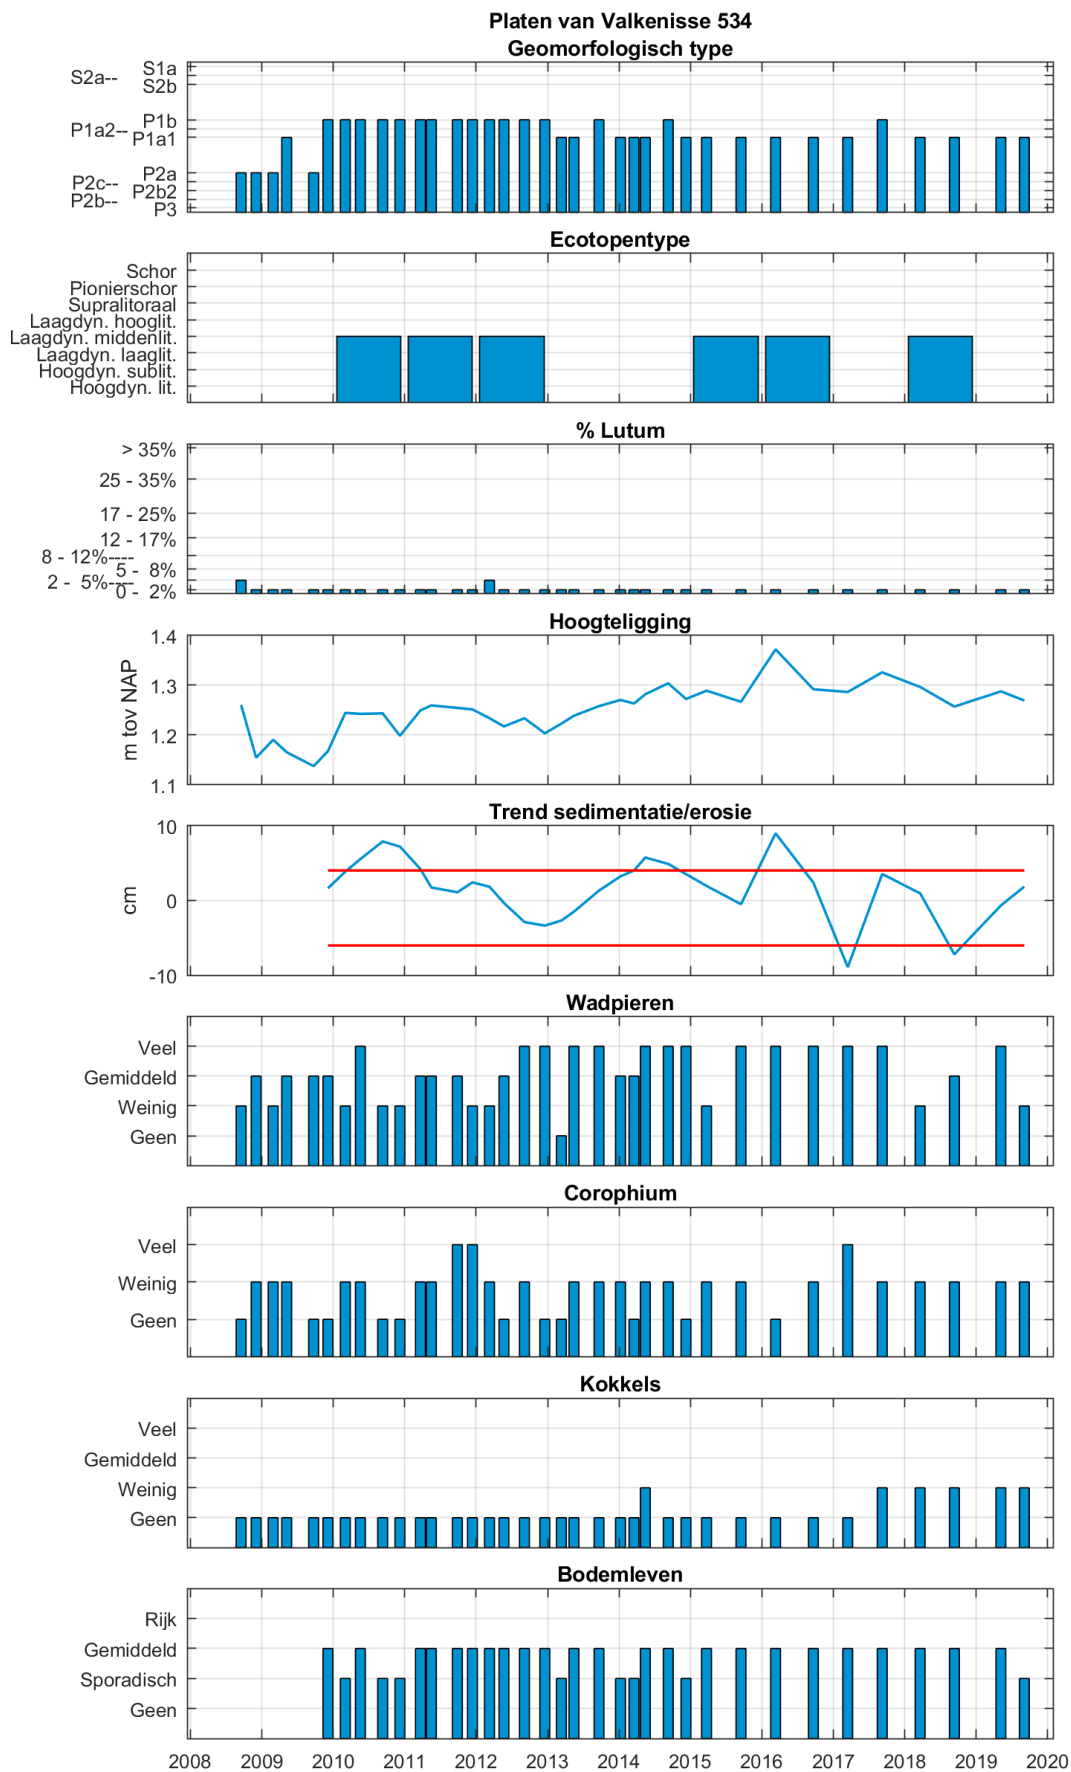 Platen van Valkenisse 534
Geomorfologisch type
S1a
S2a--
S2b
P1b
P1a2--
P1a1
P2a
P2c--
P2b2
P2b--
P3
Ecotopentype
Schor
Pionierschor
Supralitoraal
Laagdyn. hooglit.
Laagdyn. middenlit.
Laagdyn. laaglit.
Hoogdyn. sublit.
Hoogdyn. lit.
% Lutum
> 35%
25 - 35%
17 - 25%
12 - 17%
8 - 12%----
5 - 8%
2 - 5%----
0 - 2%
Hoogteligging
m tov NAP
1.4
1.3
1.2
1.1
Trend sedimentatie/erosie
cm
10
0
-10
Wadpieren
Veel
Gemiddeld
Weinig
Geen
Corophium
Veel
Weinig
Geen
Kokkels
Veel
Gemiddeld
Weinig
Geen
Bodemleven
Rijk
Gemiddeld
Sporadisch
Geen
2008 2009 2010 2011 2012 2013 2014 2015 2016 2017 2018 2019 2020